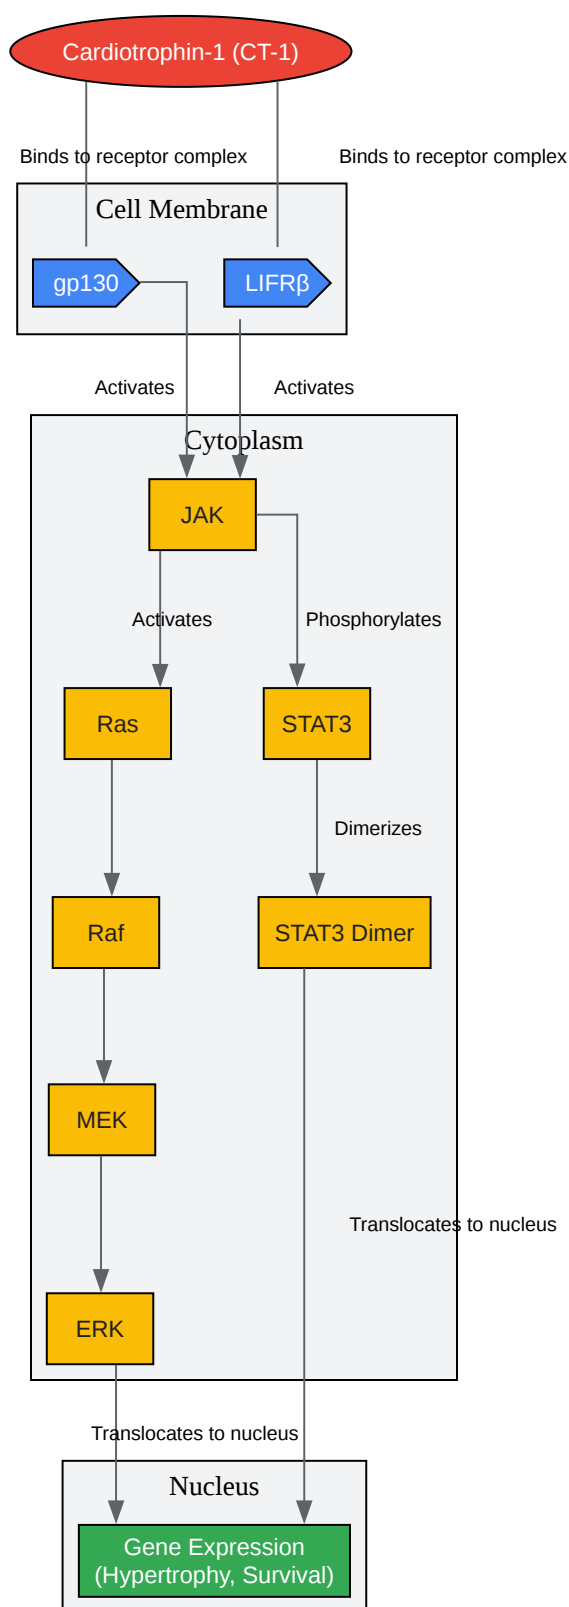 Cardiotrophin-1 (CT-1)
Binds to receptor complex
Binds to receptor complex
Cell Membrane
gp130
LIFRβ
Activates
Activates
Cytoplasm
JAK
Activates
Phosphorylates
Ras
STAT3
Dimerizes
Raf
STAT3 Dimer
MEK
Translocates to nucleus
ERK
Translocates to nucleus
Nucleus
Gene Expression
(Hypertrophy, Survival)